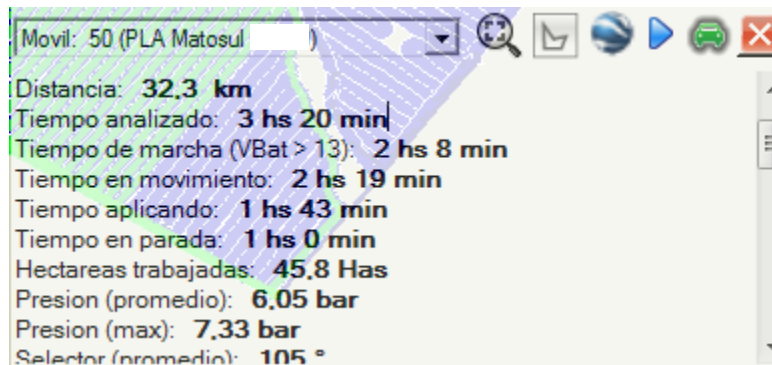 Movil: 50 (PLA Matosul )
Distancia: 32,3 km
Tiempo analizado: 3 hs 20 min
Tiempo de marcha (VBat > 13): 2 hs 8 min
Tiempo en movimiento: 2 hs 19 min
Tiempo aplicando: 1 hs 43 min
Tiempo en parada: 1 hs 0 min
Hectareas trabajadas: 45,8 Has
Presion (promedio): 6,05 bar
Presion (max): 7,33 bar
Selector (promedio): 105 °